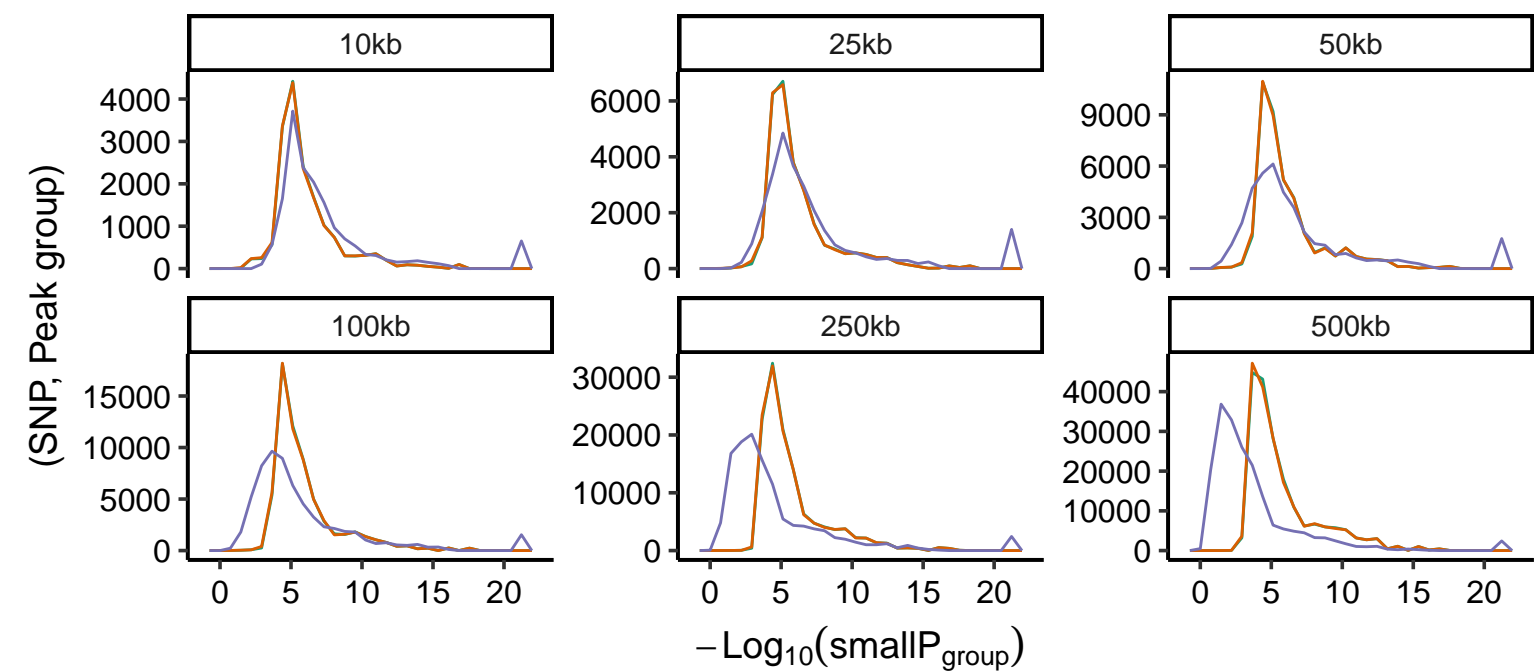 10kb 25kb 50kb
4000 6000 9000
3000 4000 6000
2000 2000 3000
1000 0 0
0
100kb 250kb 500kb
15000 30000 40000
10000 20000 30000
5000 10000 20000
0 0 10000
0
0 5 10 15 20 0 5 10 15 20 0 5 10 15 20
(SNP, Peak group)
−Log10(smallPgroup)